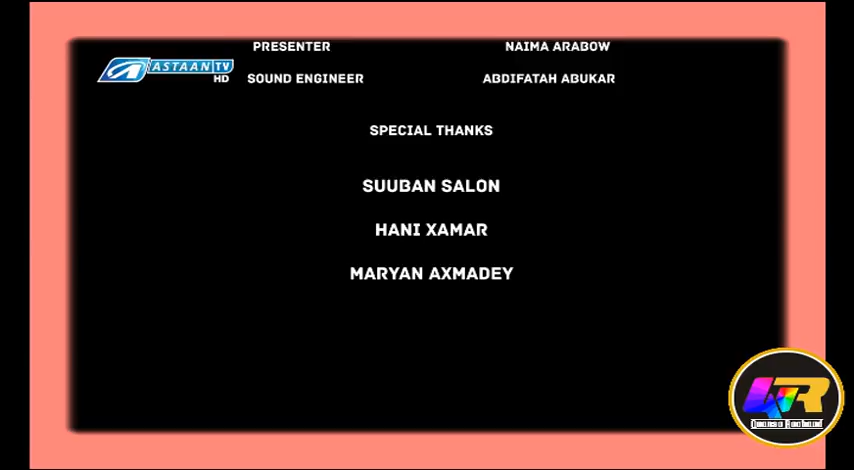 PRESENTER NAIMA ARABOW
ASTAAN TV
HD
SOUND ENGINEER ABDIFATAH ABUKAR
SPECIAL THANKS
SUUBAN SALON
HANI XAMAR
MARYAN AXMADEY